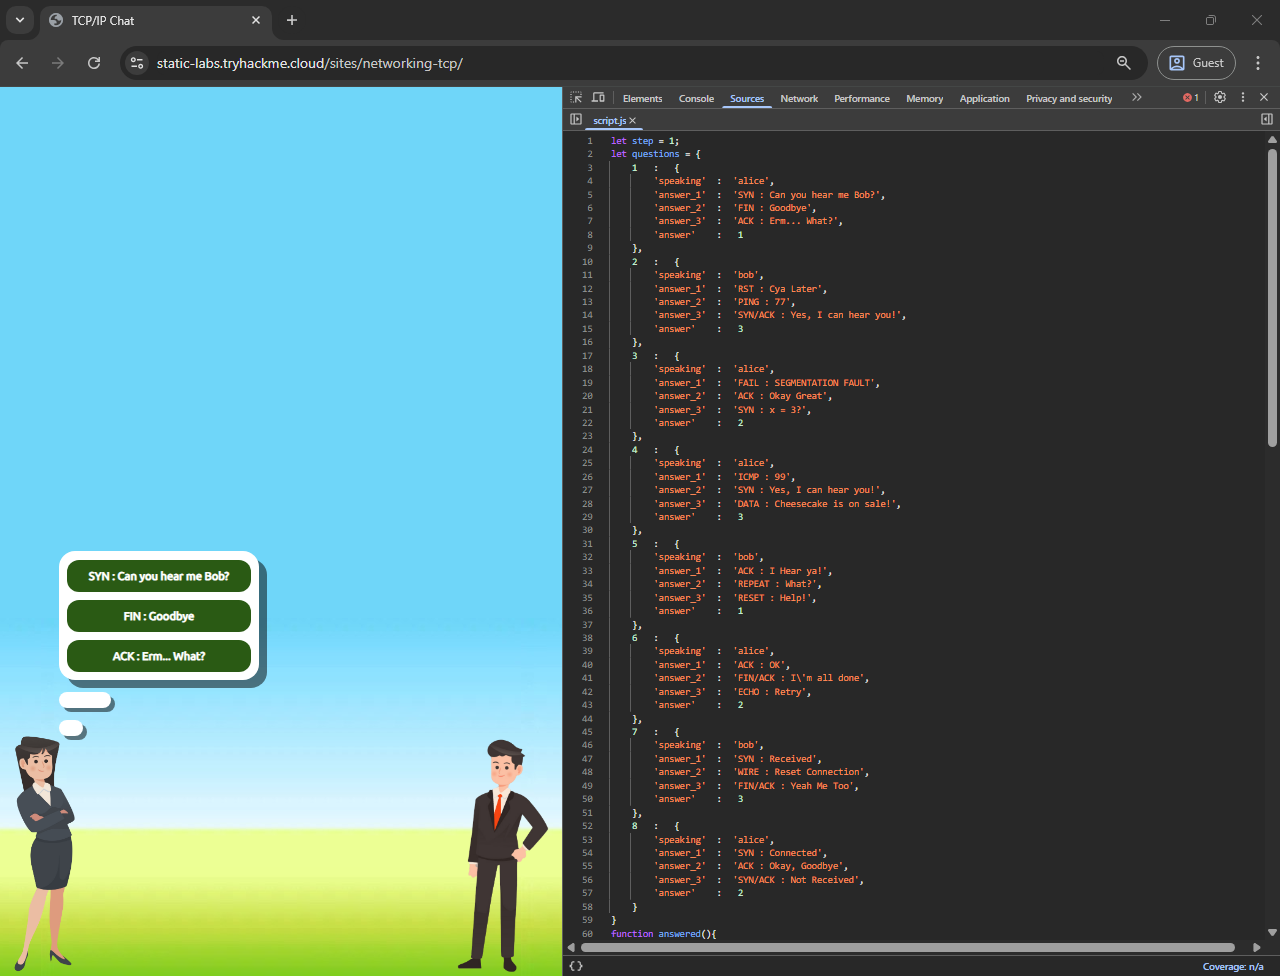 TCP/IP Chat
static-labs.tryhackme.cloud/sites/networking-tcp/
Guest
Elements Console Sources Network Performance Memory Application Privacy and security 1
script.js
1 let step = 1;
2 let questions = {
3 1 : {
4 'speaking' : 'alice',
5 'answer_1' : 'SYN : Can you hear me Bob?',
6 'answer_2' : 'FIN : Goodbye',
7 'answer_3' : 'ACK : Erm... What?',
8 'answer' : 1
9 },
10 2 : {
11 'speaking' : 'bob',
12 'answer_1' : 'RST : Cya Later',
13 'answer_2' : 'PING : 77',
14 'answer_3' : 'SYN/ACK : Yes, I can hear you!',
15 'answer' : 3
16 },
17 3 : {
18 'speaking' : 'alice',
19 'answer_1' : 'FAIL : SEGMENTATION FAULT',
20 'answer_2' : 'ACK : Okay Great',
21 'answer_3' : 'SYN : x = 3?',
22 'answer' : 2
23 },
24 4 : {
25 'speaking' : 'alice',
26 'answer_1' : 'ICMP : 99',
27 'answer_2' : 'SYN : Yes, I can hear you!',
28 'answer_3' : 'DATA : Cheesecake is on sale!',
29 'answer' : 3
30 },
31 5 : {
32 'speaking' : 'bob',
33 'answer_1' : 'ACK : I Hear ya!',
34 'answer_2' : 'REPEAT : What?',
35 'answer_3' : 'RESET : Help!',
36 'answer' : 1
37 },
38 6 : {
39 'speaking' : 'alice',
40 'answer_1' : 'ACK : OK',
41 'answer_2' : 'FIN/ACK : I\'m all done',
42 'answer_3' : 'ECHO : Retry',
43 'answer' : 2
44 },
45 7 : {
46 'speaking' : 'bob',
47 'answer_1' : 'SYN : Received',
48 'answer_2' : 'WIRE : Reset Connection',
49 'answer_3' : 'FIN/ACK : Yeah Me Too',
50 'answer' : 3
51 },
52 8 : {
53 'speaking' : 'alice',
54 'answer_1' : 'SYN : Connected',
55 'answer_2' : 'ACK : Okay, Goodbye',
56 'answer_3' : 'SYN/ACK : Not Received',
57 'answer' : 2
58 }
59 }
60 function answered(){
Coverage: n/a
SYN : Can you hear me Bob?
FIN : Goodbye
ACK : Erm... What?